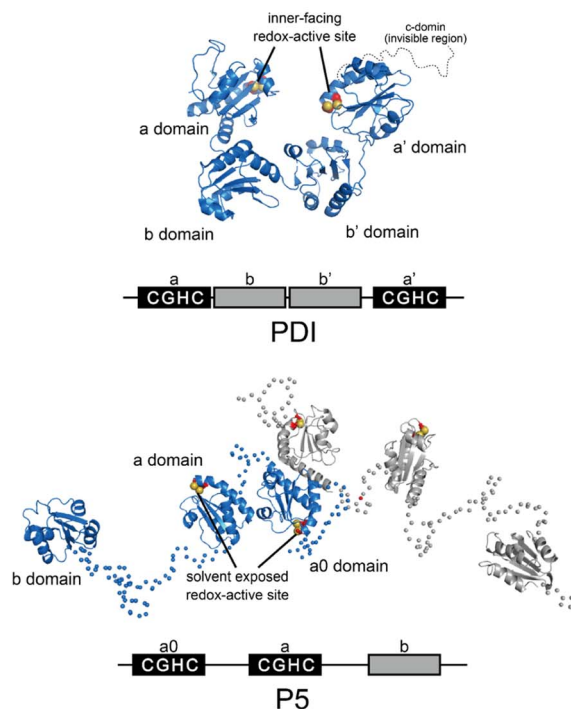 inner-facing
redox-active site
c-domin
(invisible region)
a domain
a' domain
b domain
b' domain
a
b
b'
a'
CGHC
CGHC
PDI
a domain
b domain
a0 domain
solvent exposed
redox-active site
a0
a
b
CGHC
CGHC
P5